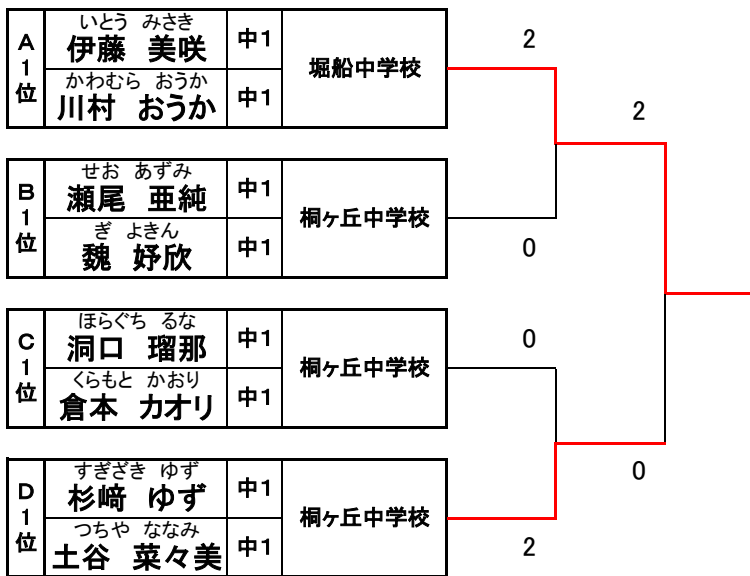 A1位
いとう みさき
伊藤 美咲
中1
かわむら おうか
川村 おうか
中1
堀船中学校
2
2
B1位
せお あずみ
瀬尾 亜純
中1
ぎ よきん
魏 妤欣
中1
桐ヶ丘中学校
0
C1位
ほらぐち るな
洞口 瑠那
中1
くらもと かおり
倉本 カオリ
中1
桐ヶ丘中学校
0
D1位
すぎざき ゆず
杉﨑 ゆず
中1
つちや ななみ
土谷 菜々美
中1
桐ヶ丘中学校
0
2